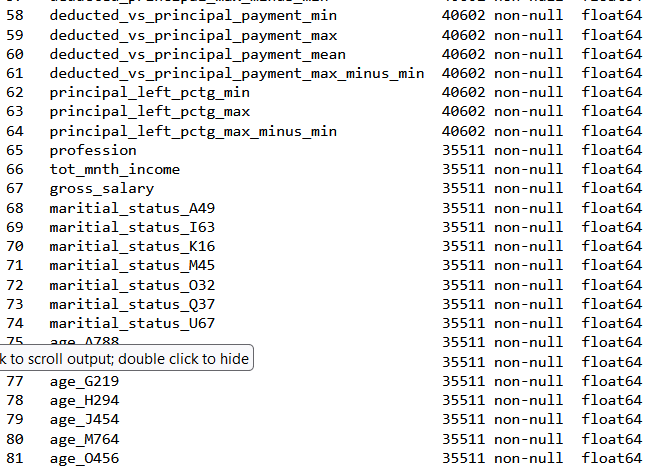 58 deducted_vs_principal_payment_min 40602 non-null float64
59 deducted_vs_principal_payment_max 40602 non-null float64
60 deducted_vs_principal_payment_mean 40602 non-null float64
61 deducted_vs_principal_payment_max_minus_min 40602 non-null float64
62 principal_left_pctg_min 40602 non-null float64
63 principal_left_pctg_max 40602 non-null float64
64 principal_left_pctg_max_minus_min 40602 non-null float64
65 profession 35511 non-null float64
66 tot_mnth_income 35511 non-null float64
67 gross_salary 35511 non-null float64
68 maritial_status_A49 35511 non-null float64
69 maritial_status_I63 35511 non-null float64
70 maritial_status_K16 35511 non-null float64
71 maritial_status_M45 35511 non-null float64
72 maritial_status_O32 35511 non-null float64
73 maritial_status_Q37 35511 non-null float64
74 maritial_status_U67 35511 non-null float64
75 age_A788 35511 non-null float64
k to scroll output; double click to hide 35511 non-null float64
77 age_G219 35511 non-null float64
78 age_H294 35511 non-null float64
79 age_J454 35511 non-null float64
80 age_M764 35511 non-null float64
81 age_O456 35511 non-null float64